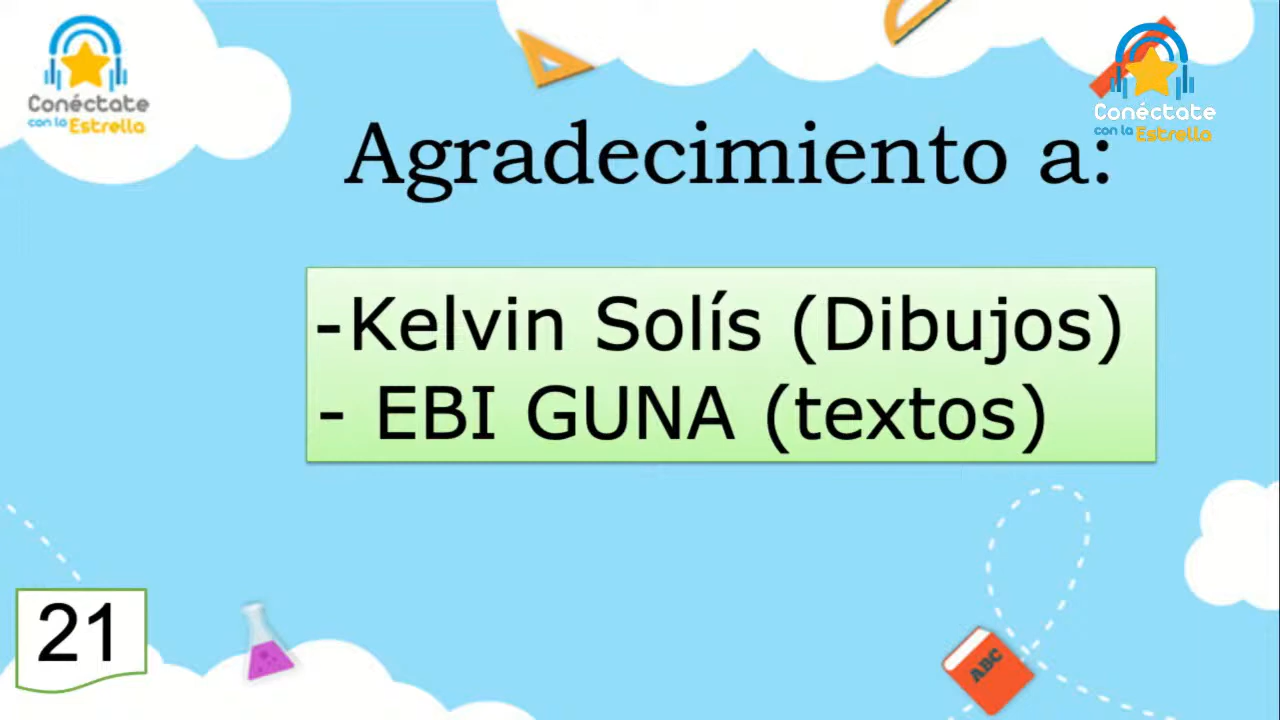 Conéctate
con la Estrella
Conéctate
con la Estrella
Agradecimiento a:
-Kelvin Solís (Dibujos)
- EBI GUNA (textos)
21
ABC